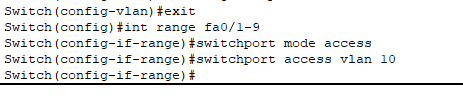 Switch(config-vlan)#exit
Switch(config)#int range fa0/1-9
Switch(config-if-range)#switchport mode access
Switch(config-if-range)#switchport access vlan 10
Switch(config-if-range)#